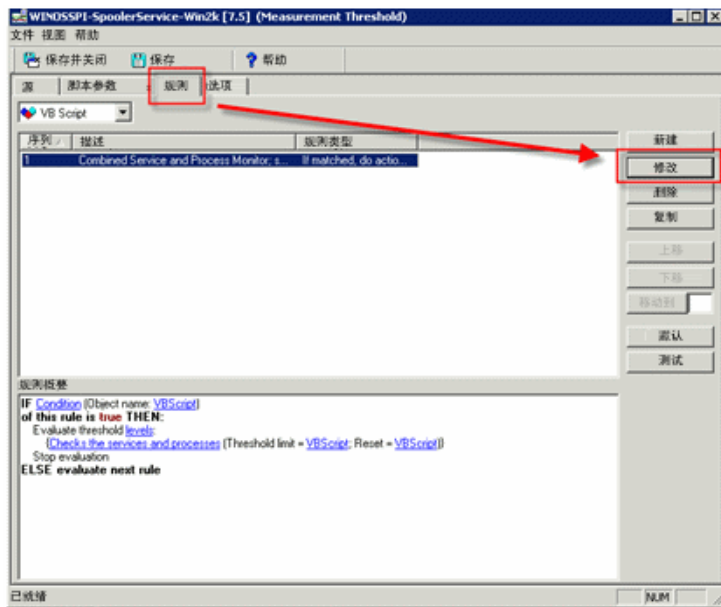 WINOSSPI-SpoolerService-Win2k [7.5] (Measurement Threshold)
文件 视图 帮助
保存并关闭 保存 帮助
源 脚本参数 规则 选项
VB Script
序列 描述 规则类型
1 Combined Service and Process Monitor; s... If matched, do actio...
新建
修改
删除
复制
上移
下移
移动到
默认
测试
规则概要
IF Condition (Object name: VBScript)
of this rule is true THEN:
Evaluate threshold levels:
(Checks the services and processes (Threshold limit = VBScript; Reset = VBScript))
Stop evaluation
ELSE evaluate next rule
已就绪 NUM